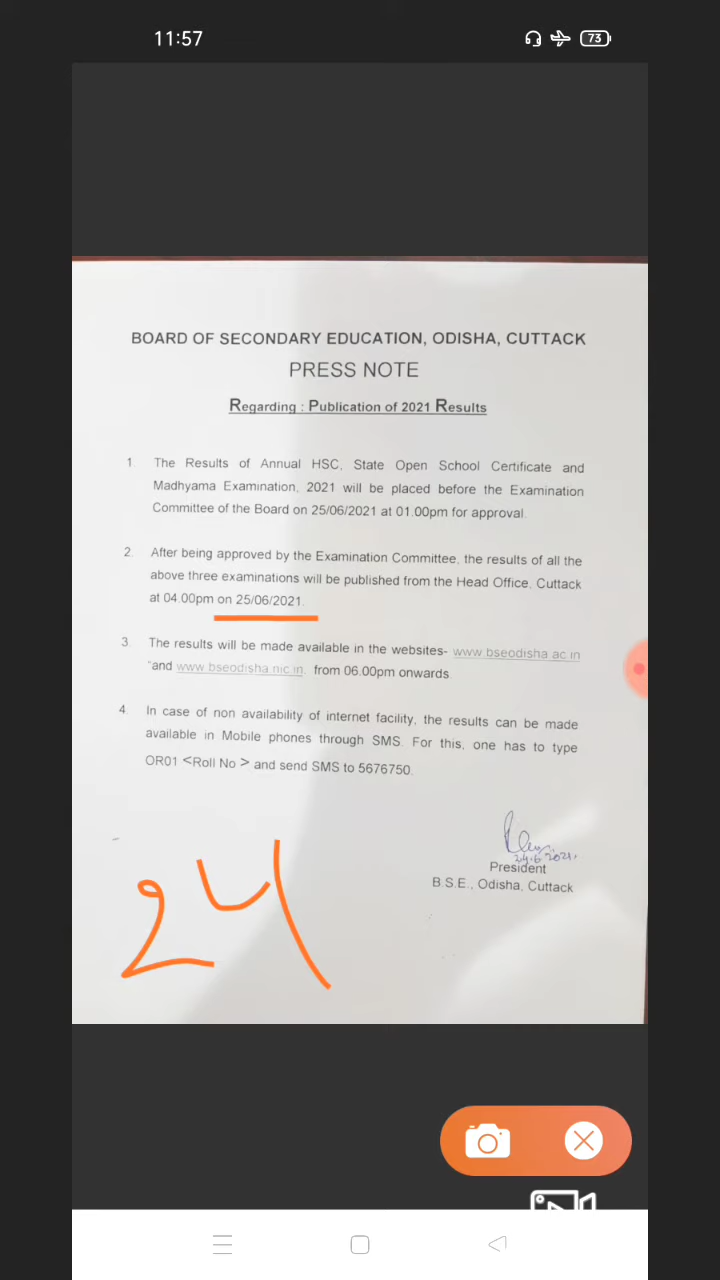 11:57
73
BOARD OF SECONDARY EDUCATION, ODISHA, CUTTACK
PRESS NOTE
Regarding : Publication of 2021 Results
1. The Results of Annual HSC, State Open School Certificate and
Madhyama Examination, 2021 will be placed before the Examination
Committee of the Board on 25/06/2021 at 01.00pm for approval.
2. After being approved by the Examination Committee, the results of all the
above three examinations will be published from the Head Office, Cuttack
at 04.00pm on 25/06/2021.
3. The results will be made available in the websites- www.bseodisha.ac.in
"and www.bseodisha.nic.in. from 06.00pm onwards.
4. In case of non availability of internet facility, the results can be made
available in Mobile phones through SMS. For this, one has to type
OR01 <Roll No > and send SMS to 5676750.
24.6.2021.
President
B.S.E., Odisha, Cuttack
24